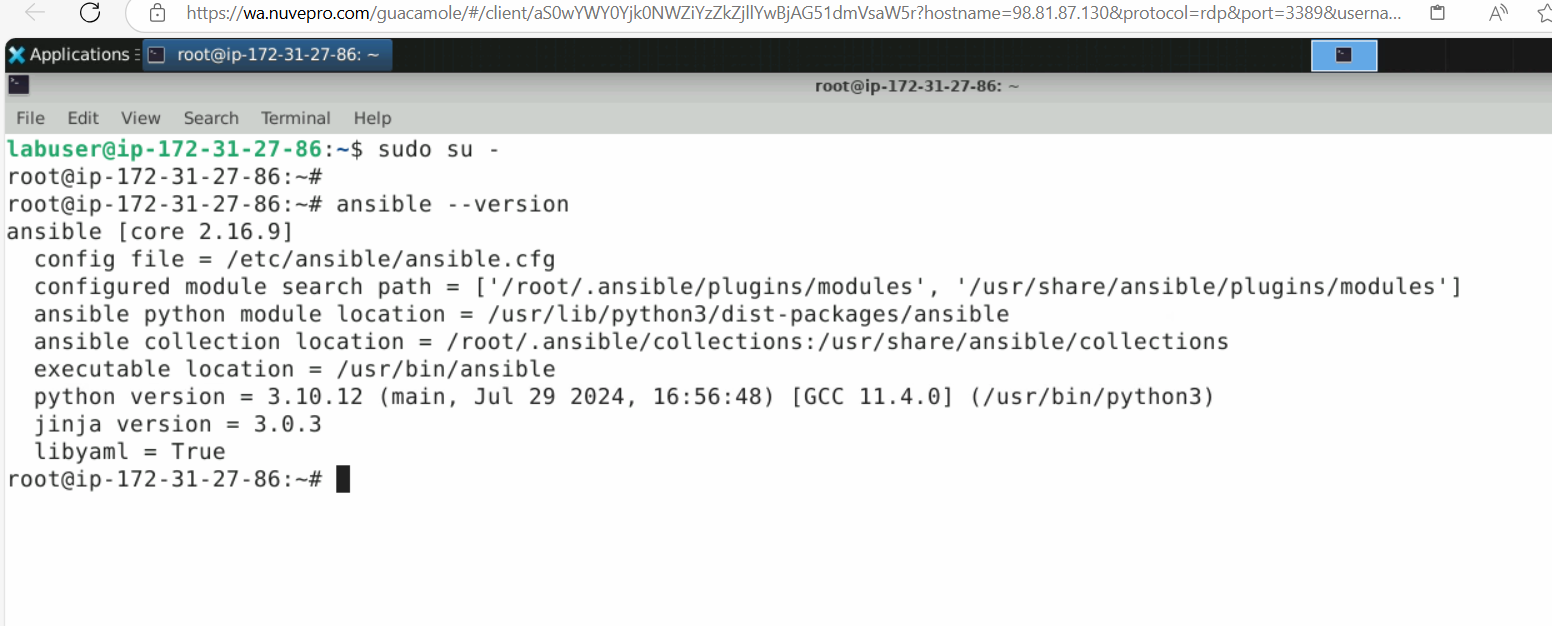 https://wa.nuvepro.com/guacamole/#/client/aS0wYWY0Yjk0NWZiYzZkZjllYwBjAG51dmVsaW5r?hostname=98.81.87.130&protocol=rdp&port=3389&userna...
Applications
root@ip-172-31-27-86: ~
root@ip-172-31-27-86: ~
File Edit View Search Terminal Help
labuser@ip-172-31-27-86:~$ sudo su -
root@ip-172-31-27-86:~#
root@ip-172-31-27-86:~# ansible --version
ansible [core 2.16.9]
  config file = /etc/ansible/ansible.cfg
  configured module search path = ['/root/.ansible/plugins/modules', '/usr/share/ansible/plugins/modules']
  ansible python module location = /usr/lib/python3/dist-packages/ansible
  ansible collection location = /root/.ansible/collections:/usr/share/ansible/collections
  executable location = /usr/bin/ansible
  python version = 3.10.12 (main, Jul 29 2024, 16:56:48) [GCC 11.4.0] (/usr/bin/python3)
  jinja version = 3.0.3
  libyaml = True
root@ip-172-31-27-86:~#